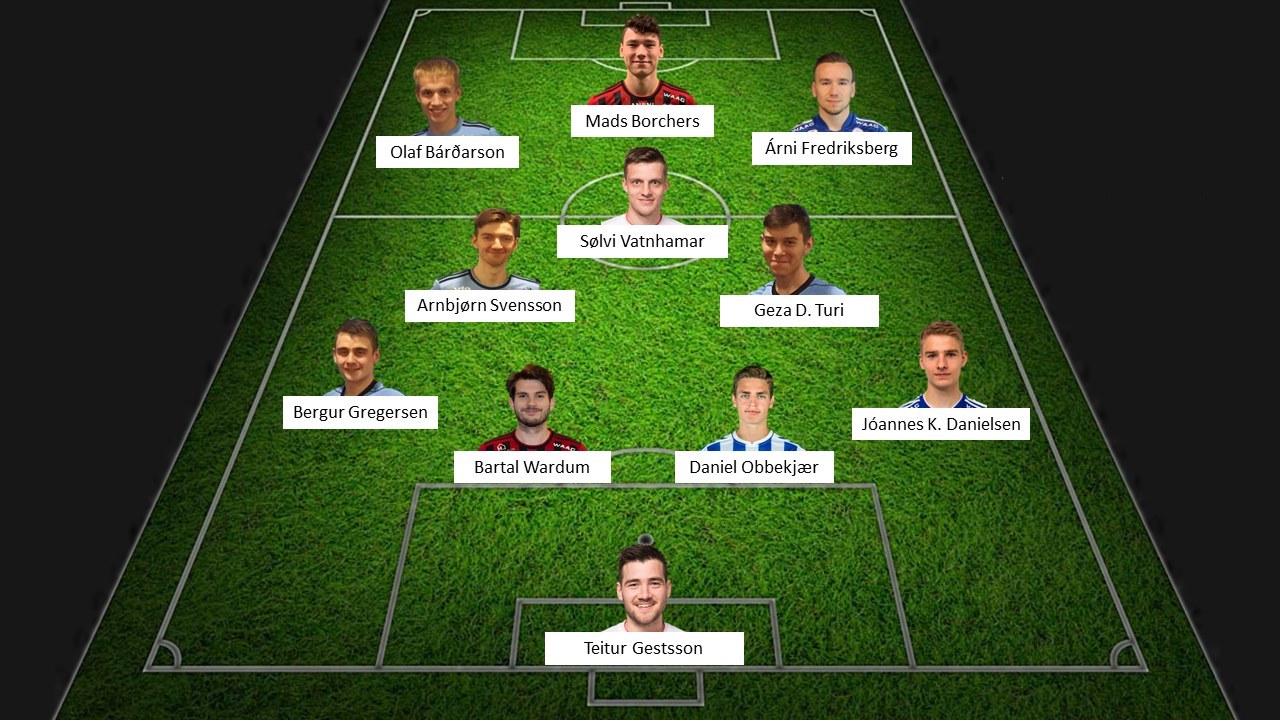 Mads Borchers
Olaf Bárðarson
Árni Fredriksberg
Sølvi Vatnhamar
Arnbjørn Svensson
Geza D. Turi
Bergur Gregersen
Jóannes K. Danielsen
Bartal Wardum
Daniel Obbekjær
Teitur Gestsson